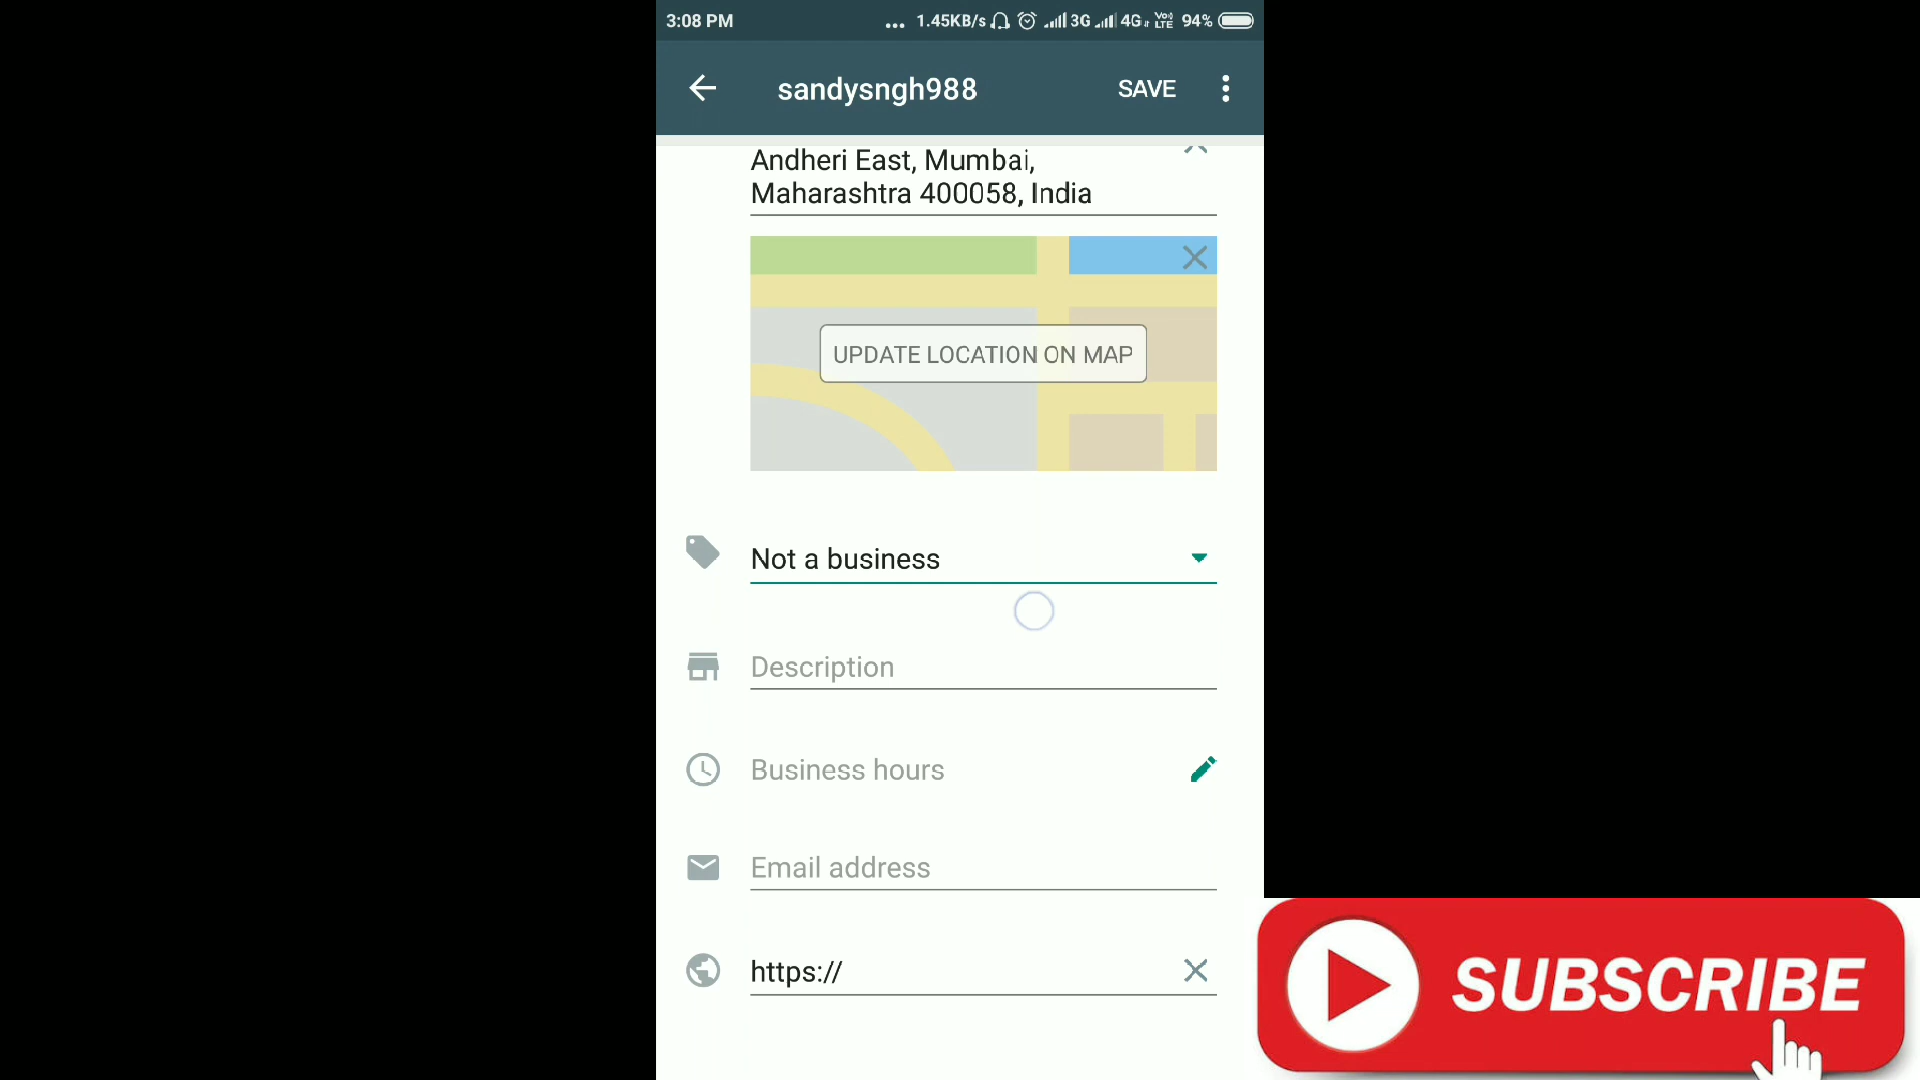 3:08 PM
... 1.45KB/s 3G 4G VoLTE 94%
sandysngh988
SAVE
Andheri East, Mumbai,
Maharashtra 400058, India
UPDATE LOCATION ON MAP
Not a business
Description
Business hours
Email address
https://
SUBSCRIBE